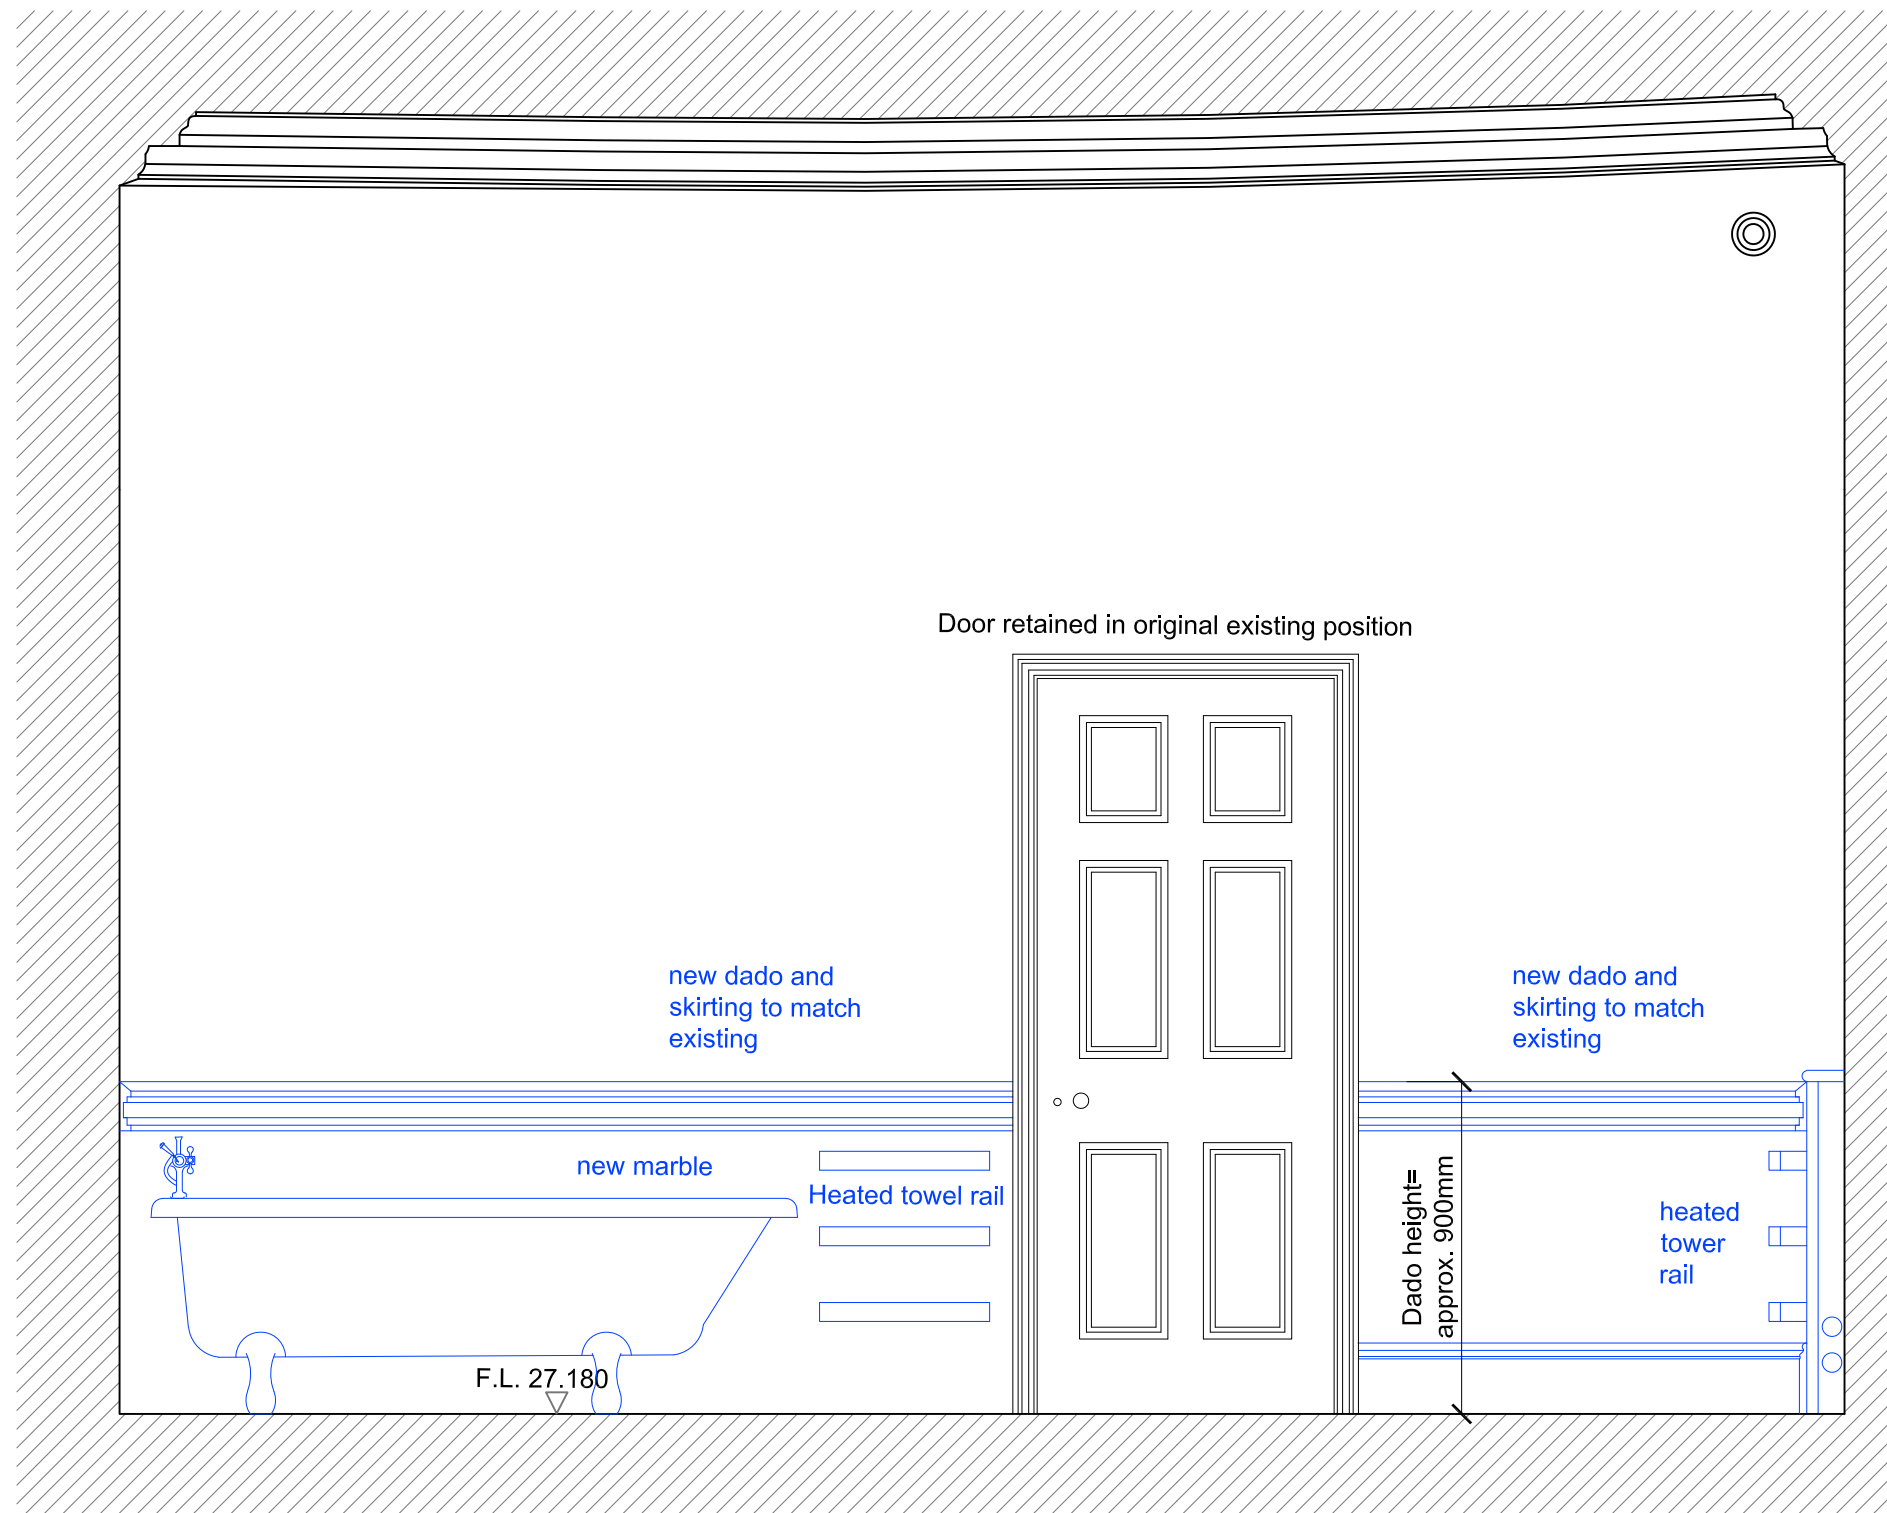 Door retained in original existing position
new dado and
skirting to match
existing
new dado and
skirting to match
existing
new marble
Heated towel rail
Dado height=
approx. 900mm
heated
tower
rail
F.L. 27.180